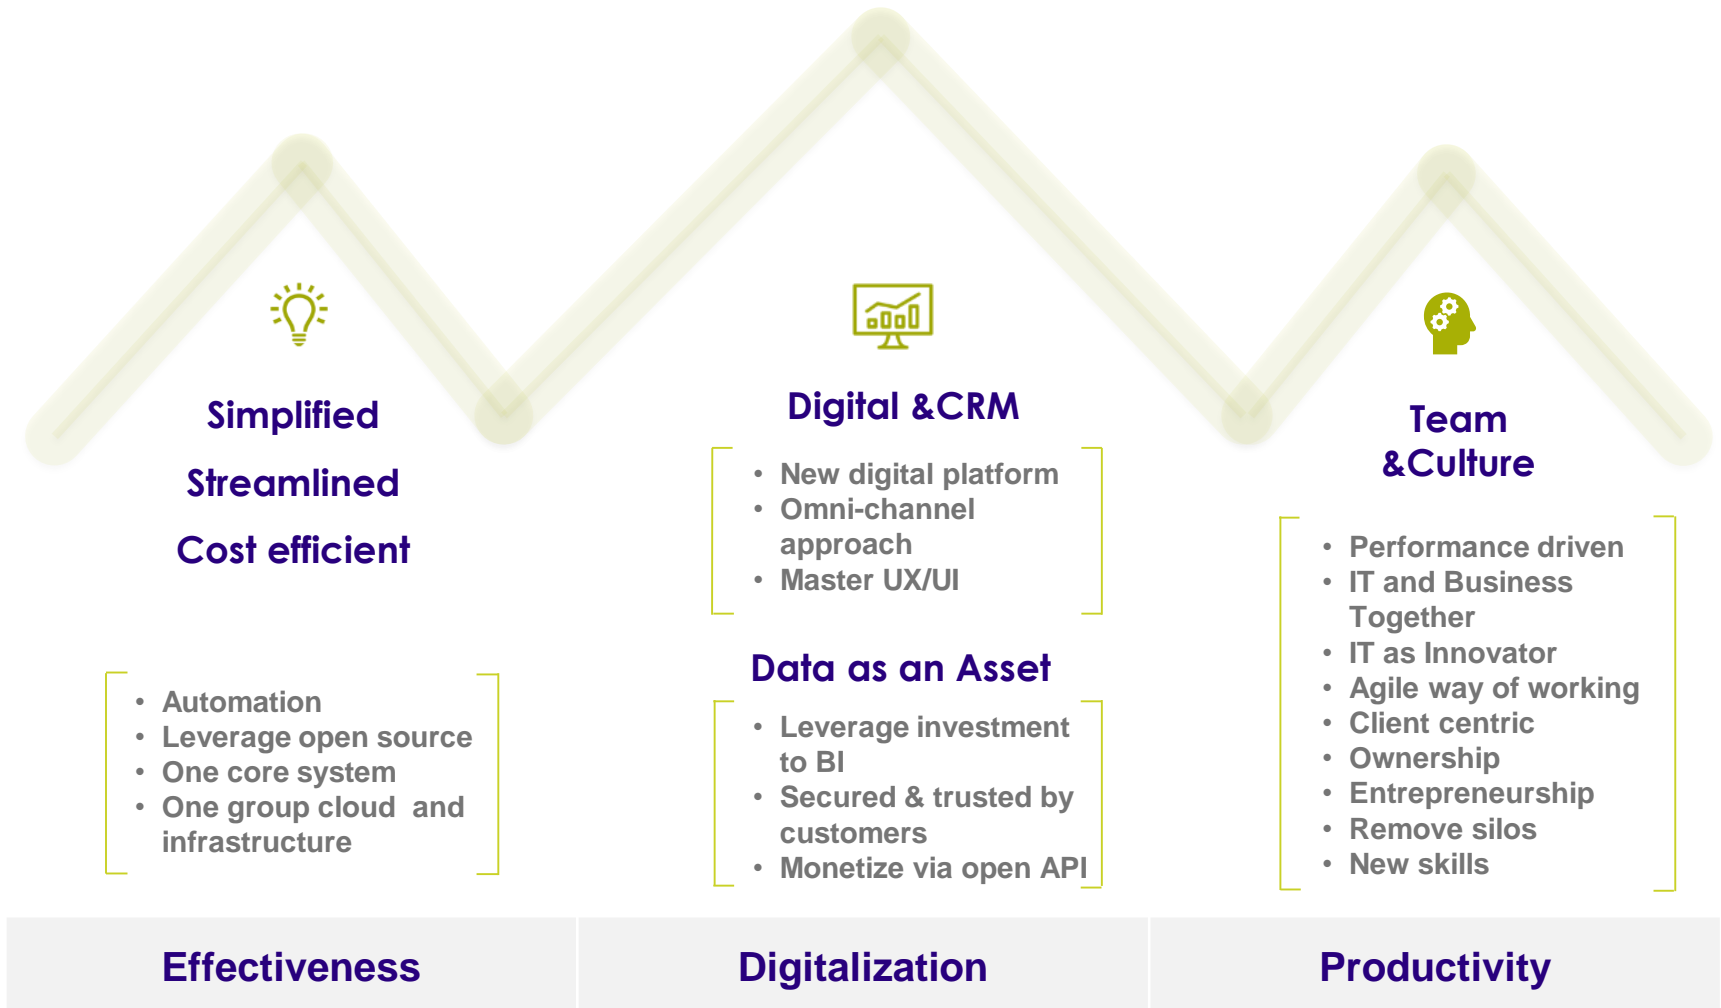 Simplified
Streamlined
Cost efficient
• Automation
• Leverage open source
• One core system
• One group cloud  and
infrastructure
Effectiveness
Digital &CRM
• New digital platform
• Omni-channel
approach
• Master UX/UI
Data as an Asset
• Leverage investment
to BI
• Secured & trusted by
customers
• Monetize via open API
Digitalization
Team
&Culture
• Performance driven
• IT and Business
Together
• IT as Innovator
• Agile way of working
• Client centric
• Ownership
• Entrepreneurship
• Remove silos
• New skills
Productivity